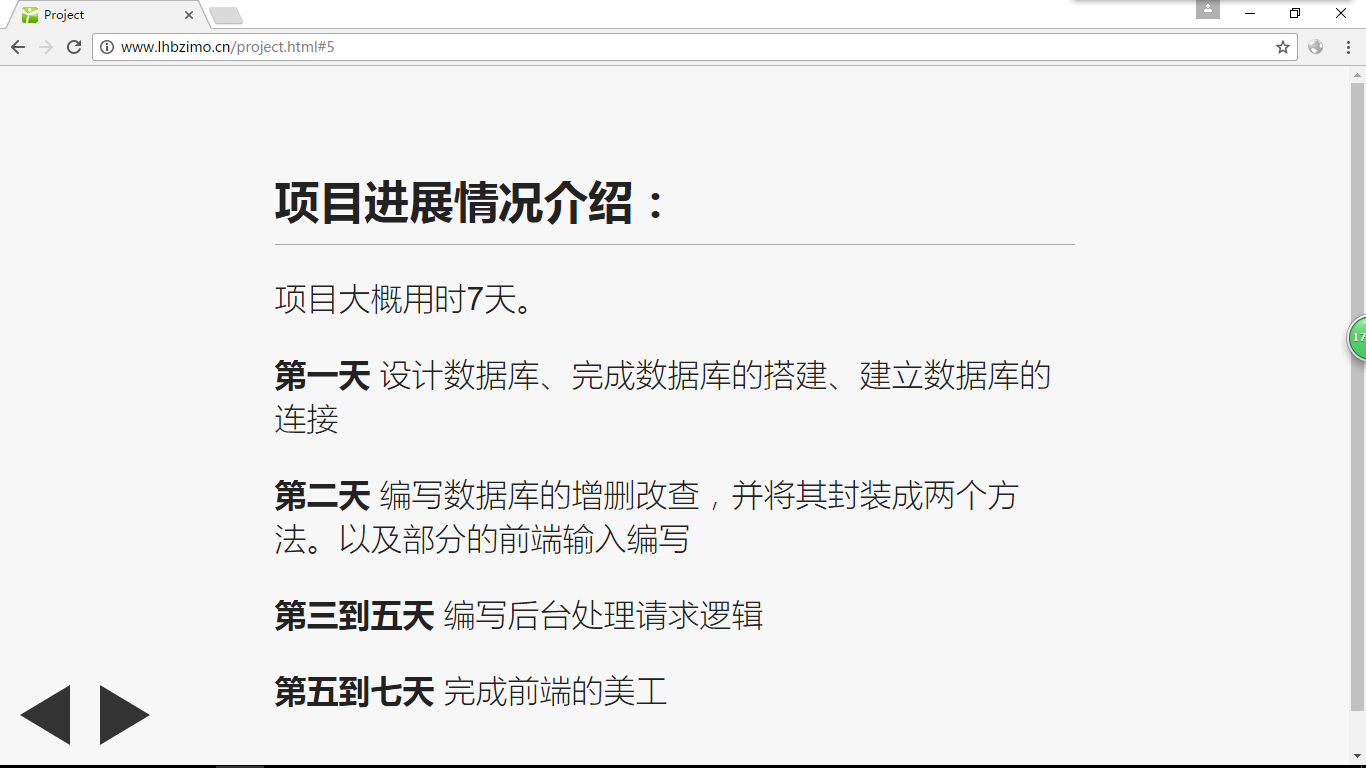 Project
www.lhbzimo.cn/project.html#5
项目进展情况介绍：
项目大概用时7天。
17
第一天 设计数据库、完成数据库的搭建、建立数据库的
连接
第二天 编写数据库的增删改查，并将其封装成两个方
法。以及部分的前端输入编写
第三到五天 编写后台处理请求逻辑
第五到七天 完成前端的美工